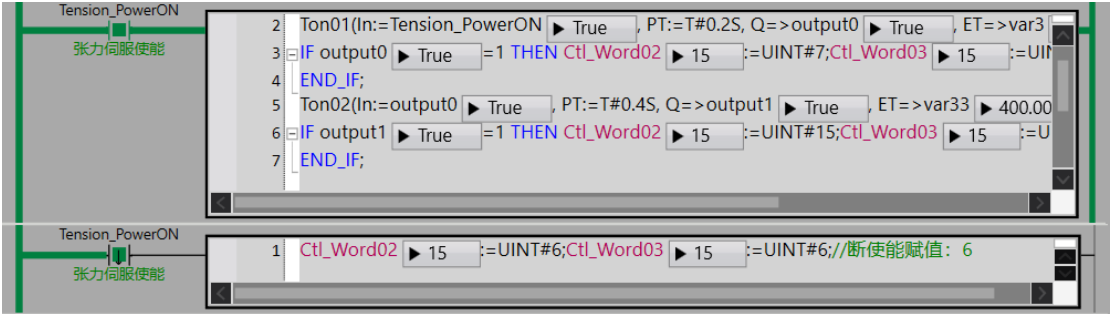 Tension_PowerON
张力伺服使能
2 Ton01(In:=Tension_PowerON ▶ True , PT:=T#0.2S, Q=>output0 ▶ True , ET=>var3
3 IF output0 ▶ True =1 THEN Ctl_Word02 ▶ 15 :=UINT#7;Ctl_Word03 ▶ 15 :=UIN
4 END_IF;
5 Ton02(In:=output0 ▶ True , PT:=T#0.4S, Q=>output1 ▶ True , ET=>var33 ▶ 400.00
6 IF output1 ▶ True =1 THEN Ctl_Word02 ▶ 15 :=UINT#15;Ctl_Word03 ▶ 15 :=U
7 END_IF;
Tension_PowerON
张力伺服使能
1 Ctl_Word02 ▶ 15 :=UINT#6;Ctl_Word03 ▶ 15 :=UINT#6;//断使能赋值：6